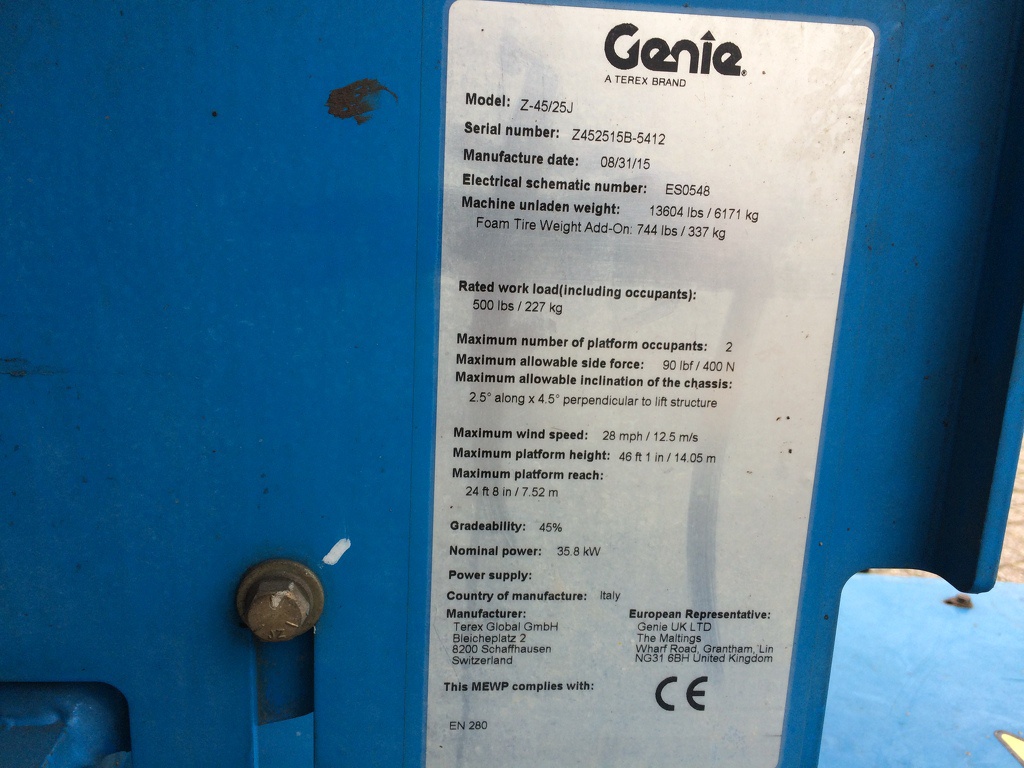 Genie
A TEREX BRAND
Model: Z-45/25J
Serial number: Z452515B-5412
Manufacture date: 08/31/15
Electrical schematic number: ES0548
Machine unladen weight: 13604 lbs / 6171 kg
Foam Tire Weight Add-On: 744 lbs / 337 kg
Rated work load(including occupants):
500 lbs / 227 kg
Maximum number of platform occupants: 2
Maximum allowable side force: 90 lbf / 400 N
Maximum allowable inclination of the chassis:
2.5° along x 4.5° perpendicular to lift structure
Maximum wind speed: 28 mph / 12.5 m/s
Maximum platform height: 46 ft 1 in / 14.05 m
Maximum platform reach:
24 ft 8 in / 7.52 m
Gradeability: 45%
Nominal power: 35.8 kW
Power supply:
Country of manufacture: Italy
Manufacturer:
Terex Global GmbH
Bleicheplatz 2
8200 Schaffhausen
Switzerland
European Representative:
Genie UK LTD
The Maltings
Wharf Road, Grantham, Lin
NG31 6BH United Kingdom
This MEWP complies with: CE
EN 280